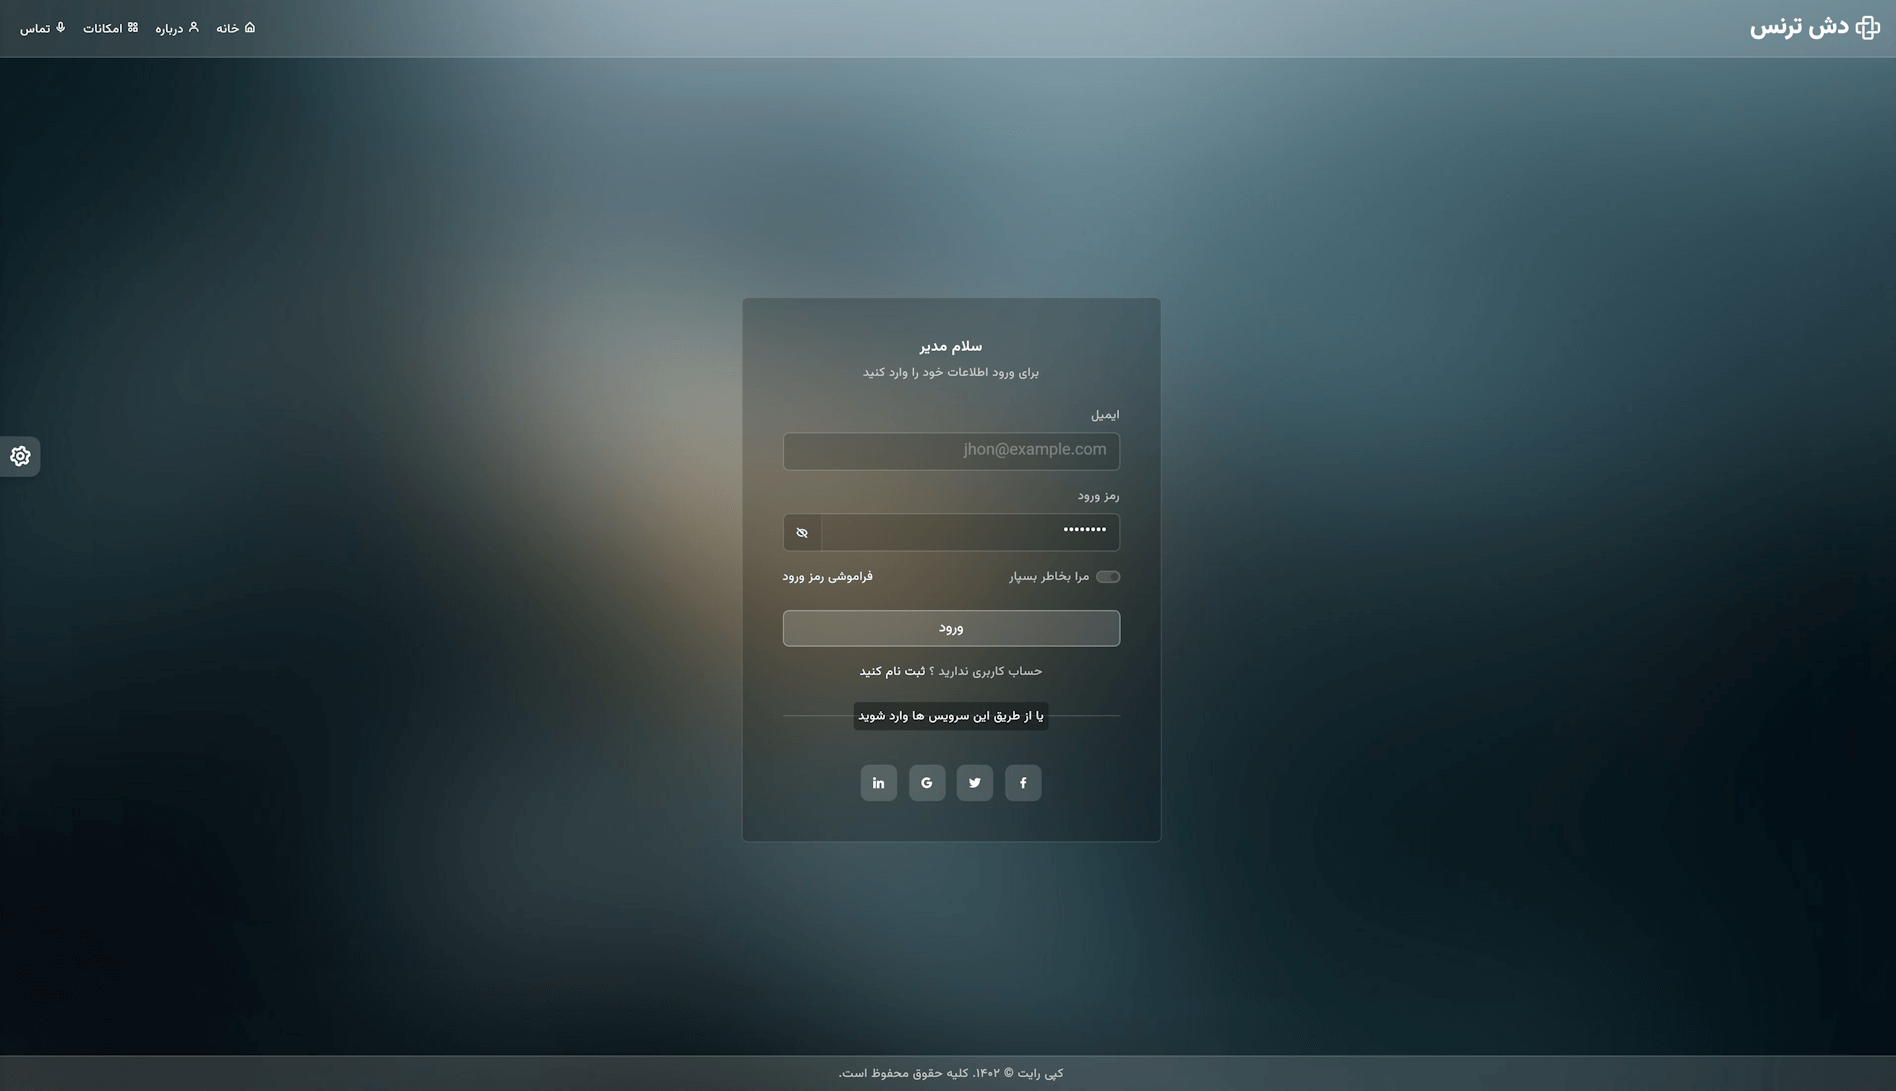 دش ترنس
خانه
درباره
امکانات
تماس
سلام مدیر
برای ورود اطلاعات خود را وارد کنید
ایمیل
jhon@example.com
رمز ورود
••••••••
مرا بخاطر بسپار
فراموشی رمز ورود
ورود
حساب کاربری ندارید ؟ ثبت نام کنید
یا از طریق این سرویس ها وارد شوید
کپی رایت © ۱۴۰۲. کلیه حقوق محفوظ است.